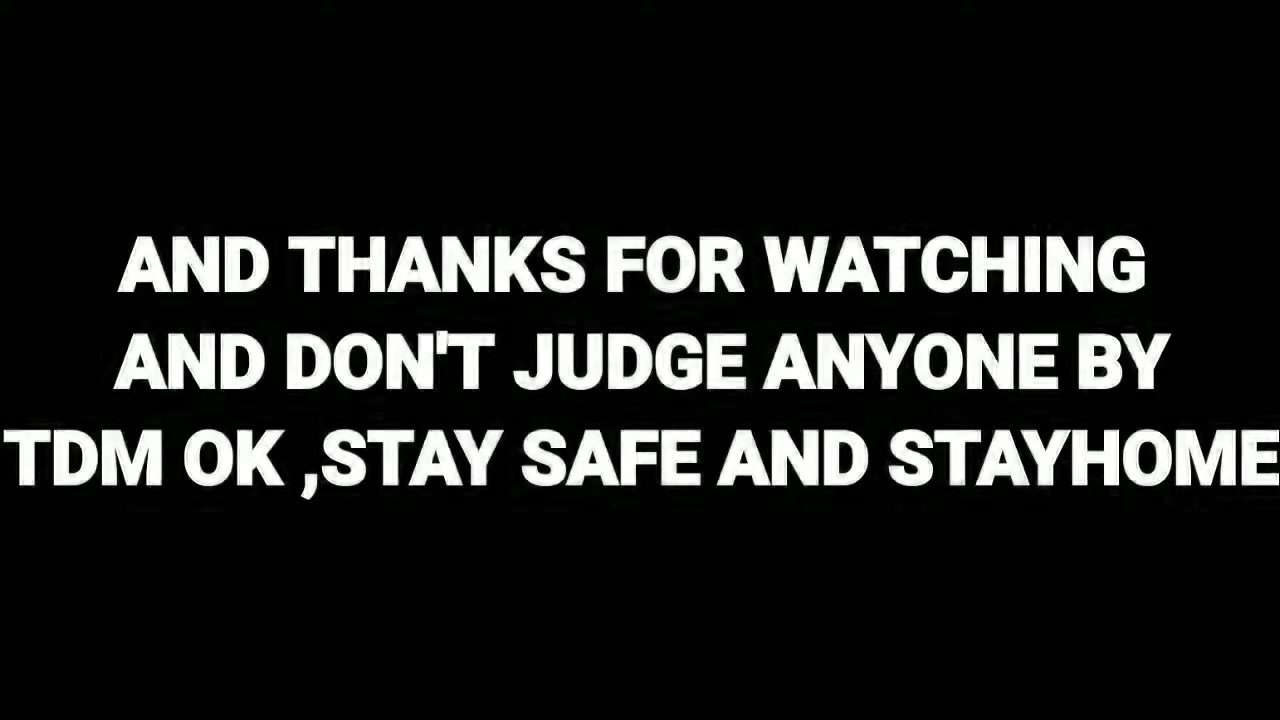 AND THANKS FOR WATCHING
AND DON'T JUDGE ANYONE BY
TDM OK ,STAY SAFE AND STAYHOME